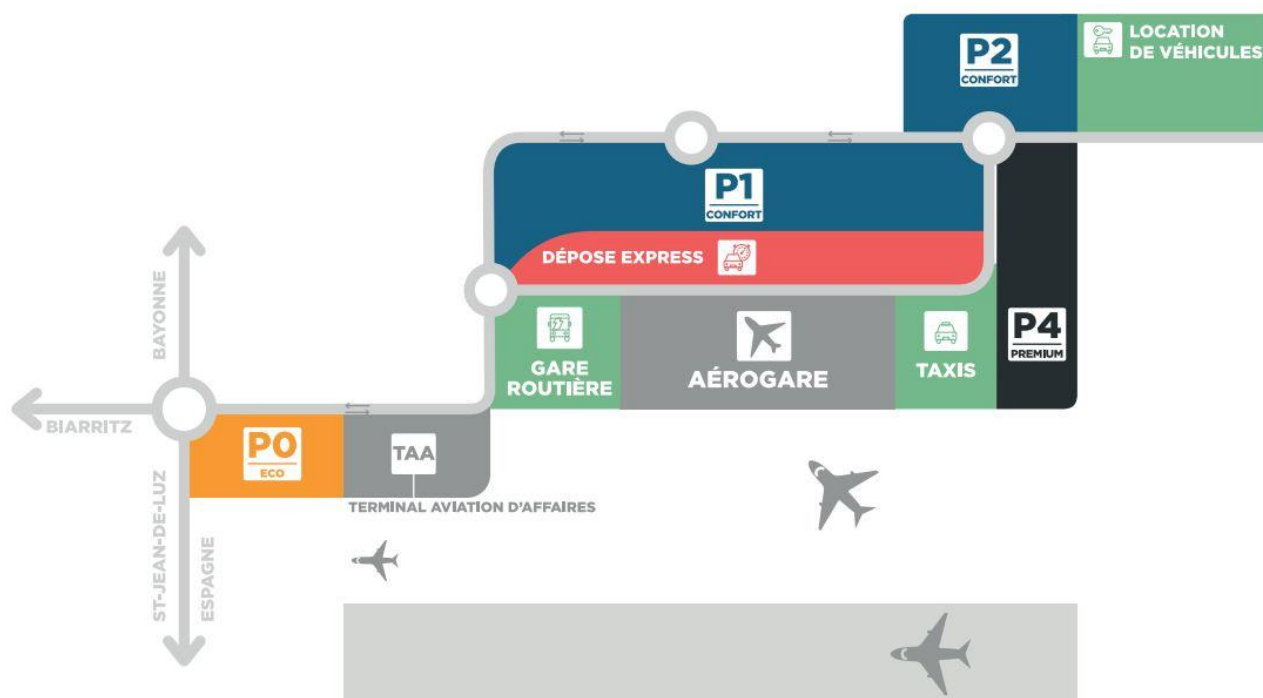 P2
CONFORT
LOCATION
DE VÉHICULES
P1
CONFORT
DÉPOSE EXPRESS
GARE
ROUTIÈRE
AÉROGARE
TAXIS
P4
PREMIUM
BAYONNE
BIARRITZ
P0
ECO
TAA
TERMINAL AVIATION D'AFFAIRES
ST-JEAN-DE-LUZ
ESPAGNE